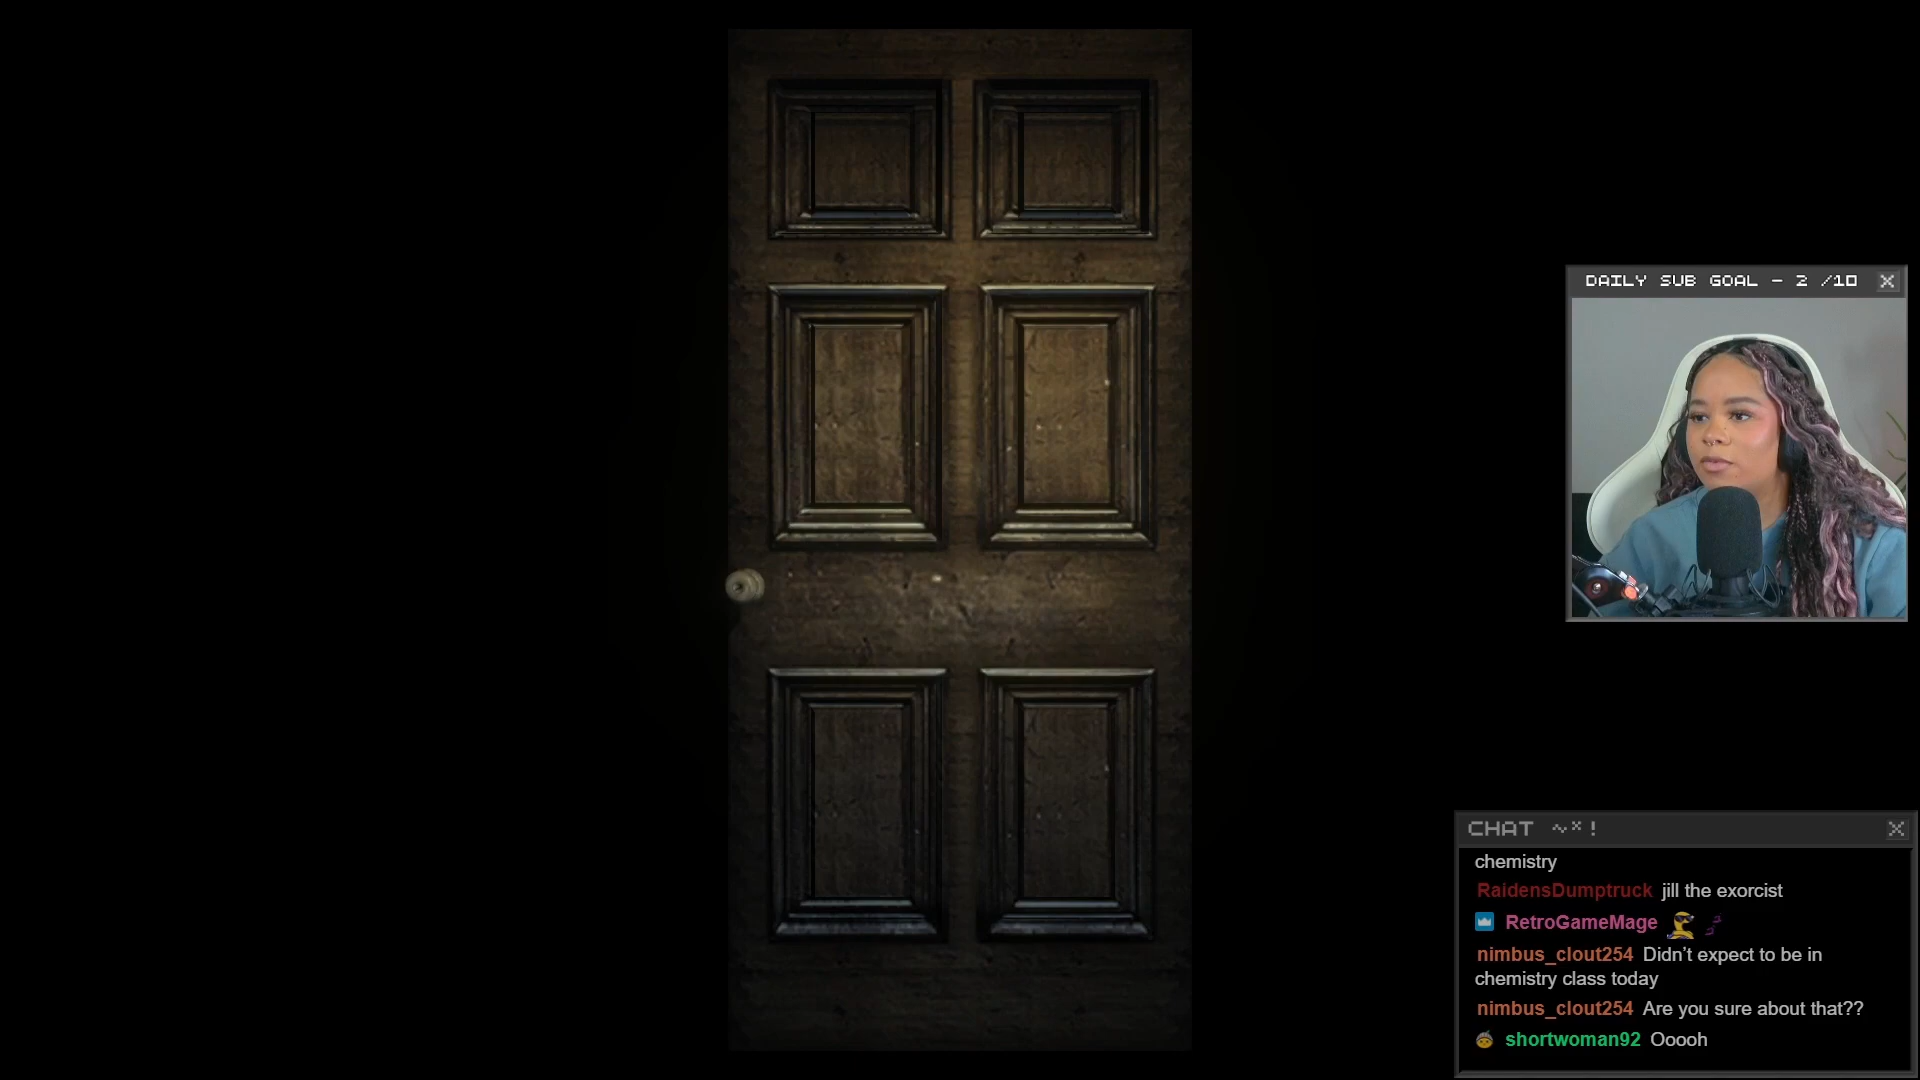 DAILY SUB GOAL - 2 /10
CHAT ~*!
chemistry
RaidensDumptruck jill the exorcist
RetroGameMage
nimbus_clout254 Didn't expect to be in
chemistry class today
nimbus_clout254 Are you sure about that??
shortwoman92 Ooooh